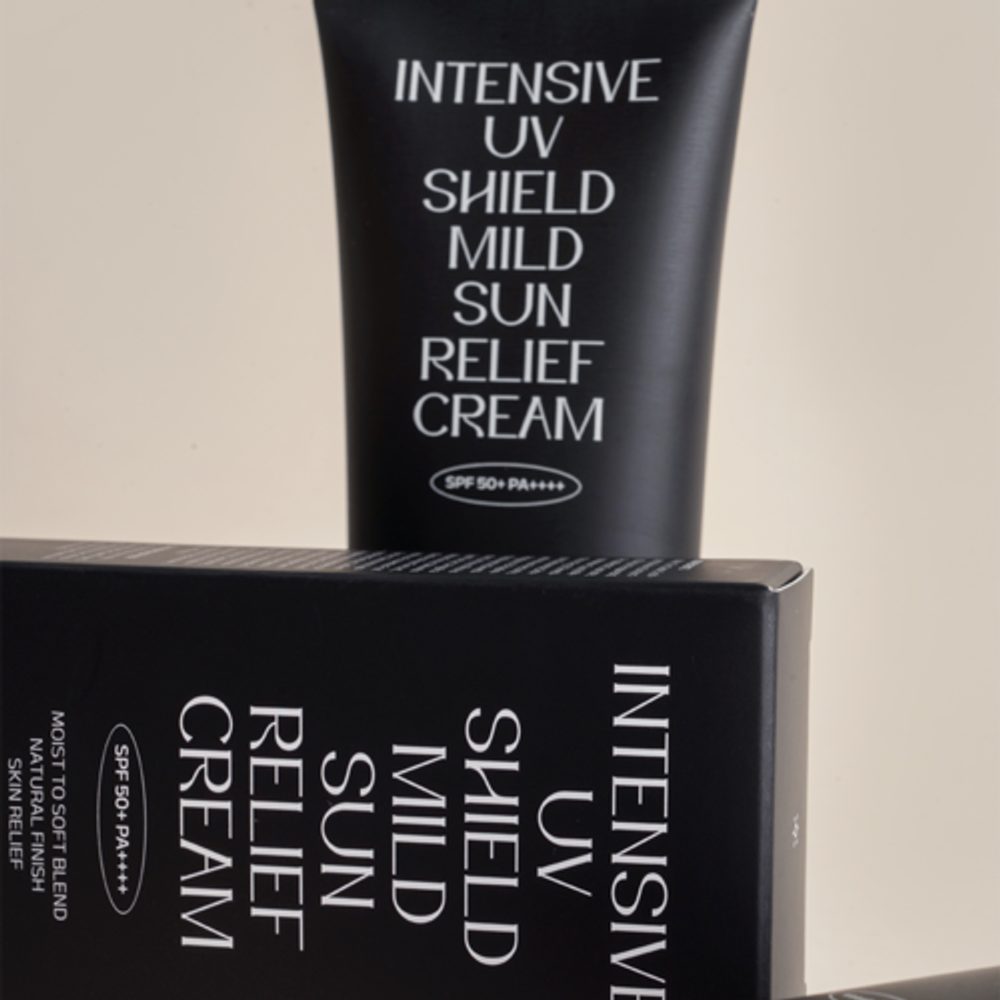 INTENSIVE
UV
SHIELD
MILD
SUN
RELIEF
CREAM
SPF 50+ PA++++
INTENSIVE
UV
SHIELD
MILD
SUN
RELIEF
CREAM
SPF 50+ PA++++
MOIST TO SOFT BLEND
NATURAL FINISH
SKIN RELIEF